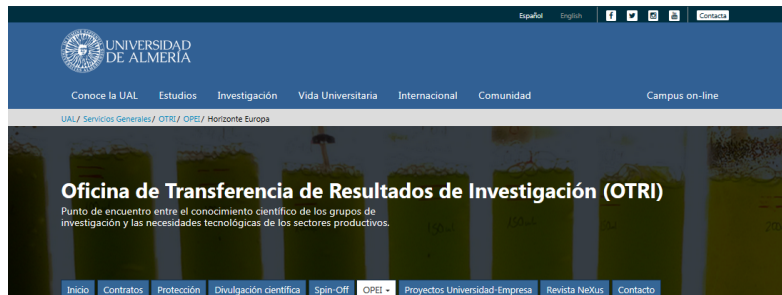 Español English Contacta
UNIVERSIDAD
DE ALMERÍA
Conoce la UAL Estudios Investigación Vida Universitaria Internacional Comunidad Campus on-line
UAL/ Servicios Generales/ OTRI/ OPEI/ Horizonte Europa
Oficina de Transferencia de Resultados de Investigación (OTRI)
Punto de encuentro entre el conocimiento científico de los grupos de
investigación y las necesidades tecnológicas de los sectores productivos.
Inicio Contratos Protección Divulgación científica Spin-Off OPEI Proyectos Universidad-Empresa Revista NeXus Contacto